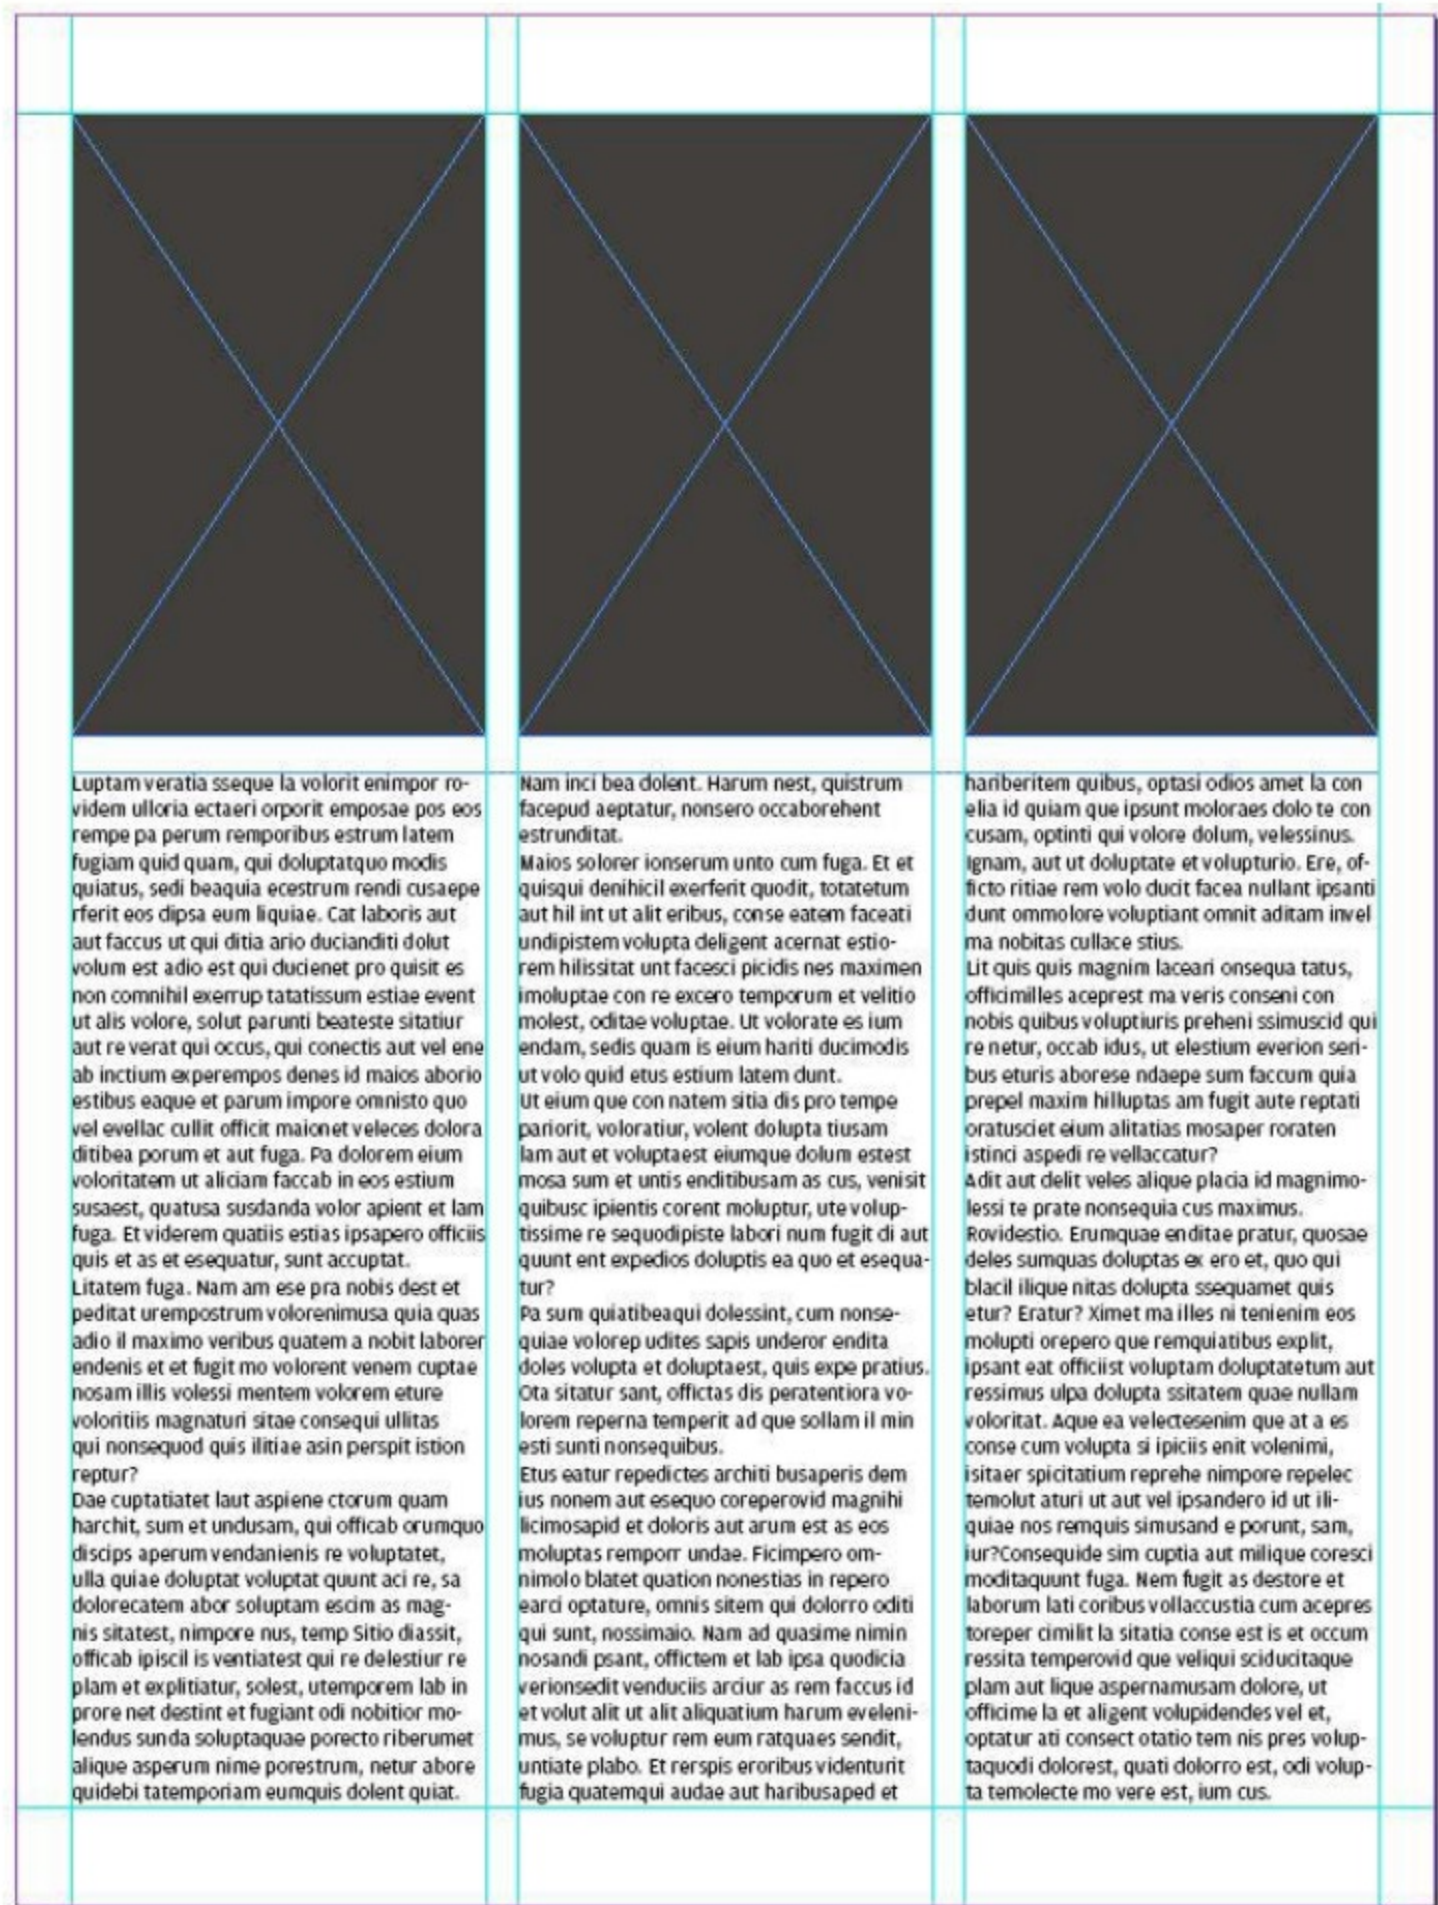 Luptam veratia sseque la volorit enimpor ro-
videm ulloria ectaeri orporit emposae pos eos
rempe pa perum remporibus estrum latem
fugiam quid quam, qui doluptatquo modis
quiatus, sedi beaquia ecestrum rendi cusaepe
rferit eos dipsa eum liquiae. Cat laboris aut
aut faccus ut qui ditia ario ducianditi dolut
volum est adio est qui ducienet pro quisit es
non comnihil exerrup tatatissum estiae event
ut alis volore, solut parunti beateste sitatiur
aut re verat qui occus, qui conectis aut vel ene
ab inctium experempos denes id maios aborio
estibus eaque et parum impore omnisto quo
vel evellac cullit officit maionet veleces dolora
ditibea porum et aut fuga. Pa dolorem eium
voloritatem ut aliciam faccab in eos estium
susaest, quatusa susdanda volor apient et lam
fuga. Et viderem quatiis estias ipsapero officiis
quis et as et esequatur, sunt accuptat.
Litatem fuga. Nam am ese pra nobis dest et
peditat urempostrum volorenimusa quia quas
adio il maximo veribus quatem a nobit laborer
endenis et et fugit mo volorent venem cuptae
nosam illis volessi mentem volorem eture
voloritiis magnaturi sitae consequi ullitas
qui nonsequod quis ilitiae asin perspit istion
reptur?
Dae cuptatiatet laut aspiene ctorum quam
harchit, sum et undusam, qui officab orumquo
discips aperum vendanienis re voluptatet,
ulla quiae doluptat voluptat quunt aci re, sa
dolorecatem abor soluptam escim as mag-
nis sitatest, nimpore nus, temp Sitio diassit,
officab ipiscil is ventiatest qui re delestiur re
plam et explitiatur, solest, utemporem lab in
prore net destint et fugiant odi nobitior mo-
lendus sunda soluptaquae porecto riberumet
alique asperum nime porestrum, netur abore
quidebi tatemporiam eumquis dolent quiat.
Nam inci bea dolent. Harum nest, quistrum
facepud aeptatur, nonsero occaborehent
estrunditat.
Maios solorer ionserum unto cum fuga. Et et
quisqui denihicil exerferit quodit, totatetum
aut hil int ut alit eribus, conse eatem faceati
undipistem volupta deligent acernat estio-
rem hilissitat unt facesci picidis nes maximen
imoluptae con re excero temporum et velitio
molest, oditae voluptae. Ut volorate es ium
endam, sedis quam is eium hariti ducimodis
ut volo quid etus estium latem dunt.
Ut eium que con natem sitia dis pro tempe
pariorit, voloratiur, volent dolupta tiusam
lam aut et voluptaest eiumque dolum estest
mosa sum et untis enditibusam as cus, venisit
quibusc ipientis corent moluptur, ute volup-
tissime re sequodipiste labori num fugit di aut
quunt ent expedios doluptis ea quo et esequa-
tur?
Pa sum quiatibeaqui dolessint, cum nonse-
quiae volorep udites sapis underor endita
doles volupta et doluptaest, quis expe pratius.
Ota sitatur sant, offictas dis peratentiora vo-
lorem reperna temperit ad que sollam il min
esti sunti nonsequibus.
Etus eatur repedictes architi busaperis dem
ius nonem aut esequo coreperovid magnihi
licimosapid et doloris aut arum est as eos
moluptas remporr undae. Ficimpero om-
nimolo blatet quation nonestias in repero
earci optature, omnis sitem qui dolorro oditi
qui sunt, nossimaio. Nam ad quasime nimin
nosandi psant, offictem et lab ipsa quodicia
verionsedit venduciis arciur as rem faccus id
et volut alit ut alit aliquatium harum eveleni-
mus, se voluptur rem eum ratquaes sendit,
untiate plabo. Et rerspis eroribus videnturit
fugia quatemqui audae aut haribusaped et
hariberitem quibus, optasi odios amet la con
elia id quiam que ipsunt moloraes dolo te con
cusam, optinti qui volore dolum, velessinus.
Ignam, aut ut doluptate et volupturio. Ere, of-
ficto ritiae rem volo ducit facea nullant ipsanti
dunt ommolore voluptiant omnit aditam invel
ma nobitas cullace stius.
Lit quis quis magnim laceari onsequa tatus,
officimilles aceprest ma veris conseni con
nobis quibus voluptiuris preheni ssimuscid qui
re netur, occab idus, ut elestium everion seri-
bus eturis aborese ndaepe sum faccum quia
prepel maxim hilluptas am fugit aute reptati
oratusciet eium alitatias mosaper roraten
istinci aspedi re vellaccatur?
Adit aut delit veles alique placia id magnimo-
lessi te prate nonsequia cus maximus.
Rovidestio. Erumquae enditae pratur, quosae
deles sumquas doluptas ex ero et, quo qui
blacil ilique nitas dolupta ssequamet quis
etur? Eratur? Ximet ma illes ni tenienim eos
molupti orepero que remquiatibus explit,
ipsant eat officiist voluptam doluptatetum aut
ressimus ulpa dolupta ssitatem quae nullam
voloritat. Aque ea velectesenim que at a es
conse cum volupta si ipiciis enit volenimi,
isitaer spicitatium reprehe nimpore repelec
temolut aturi ut aut vel ipsandero id ut ili-
quiae nos remquis simusand e porunt, sam,
iur?Consequide sim cuptia aut milique coresci
moditaquunt fuga. Nem fugit as destore et
laborum lati coribus vollaccustia cum acepres
toreper cimilit la sitatia conse est is et occum
ressita temperovid que veliqui sciducitaque
plam aut lique aspernamusam dolore, ut
officime la et aligent volupidendes vel et,
optatur ati consect otatio tem nis pres volup-
taquodi dolorest, quati dolorro est, odi volup-
ta temolecte mo vere est, ium cus.